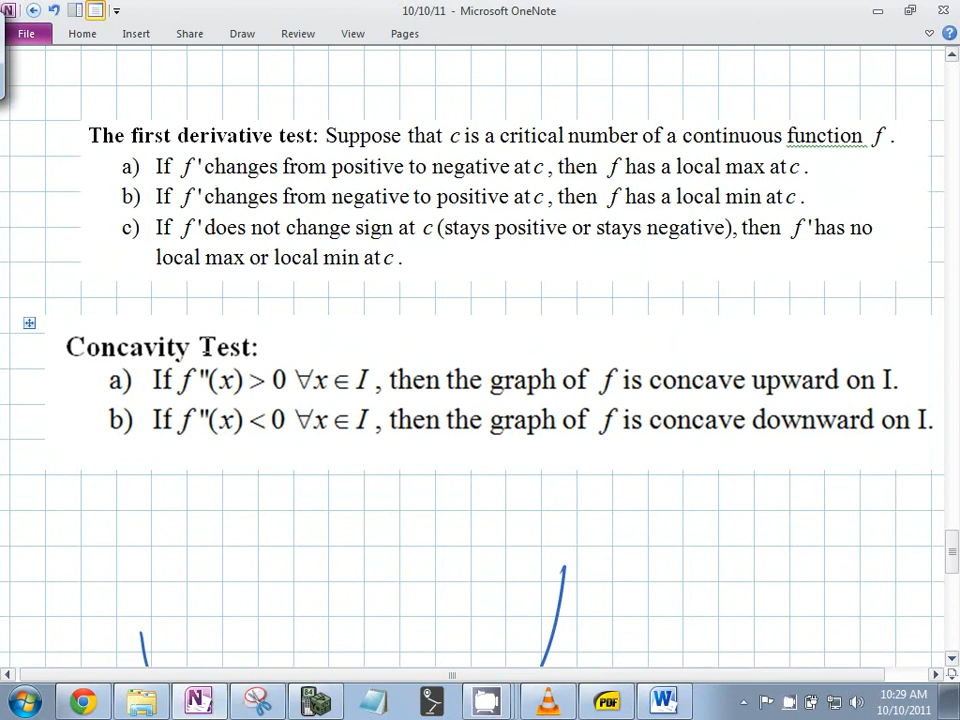 10/10/11 - Microsoft OneNote
File Home Insert Share Draw Review View Pages
The first derivative test: Suppose that c is a critical number of a continuous function f .
a) If f ' changes from positive to negative at c , then f has a local max at c .
b) If f ' changes from negative to positive at c , then f has a local min at c .
c) If f ' does not change sign at c (stays positive or stays negative), then f ' has no
local max or local min at c .
Concavity Test:
a) If f "(x) > 0 ∀x ∈ I , then the graph of f is concave upward on I.
b) If f "(x) < 0 ∀x ∈ I , then the graph of f is concave downward on I.
10:29 AM
10/10/2011